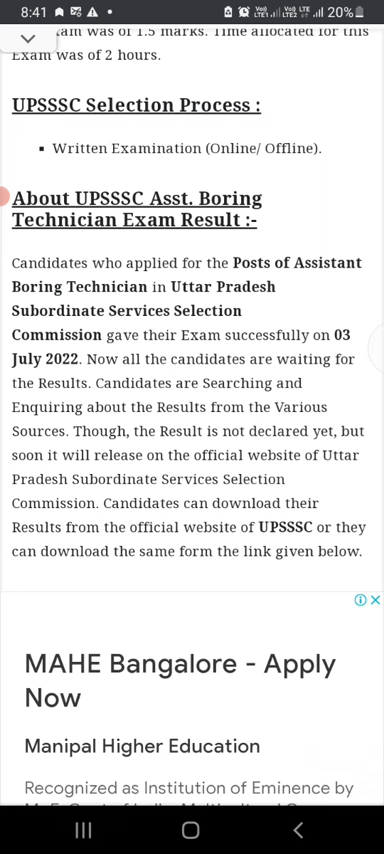 8:41 20%
am was of 1.5 marks. Time allocated for this
Exam was of 2 hours.
UPSSSC Selection Process :
▪ Written Examination (Online/ Offline).
About UPSSSC Asst. Boring
Technician Exam Result :-
Candidates who applied for the Posts of Assistant
Boring Technician in Uttar Pradesh
Subordinate Services Selection
Commission gave their Exam successfully on 03
July 2022. Now all the candidates are waiting for
the Results. Candidates are Searching and
Enquiring about the Results from the Various
Sources. Though, the Result is not declared yet, but
soon it will release on the official website of Uttar
Pradesh Subordinate Services Selection
Commission. Candidates can download their
Results from the official website of UPSSSC or they
can download the same form the link given below.
MAHE Bangalore - Apply
Now
Manipal Higher Education
Recognized as Institution of Eminence by